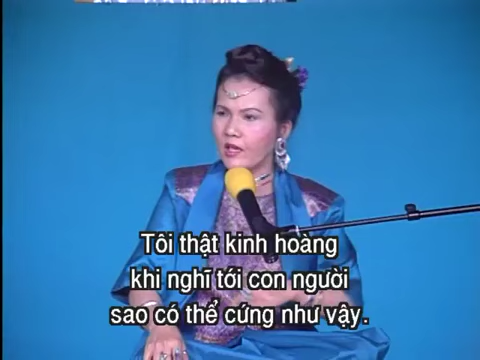 Tôi thật kinh hoàng
khi nghĩ tới con người
sao có thể cứng như vậy.